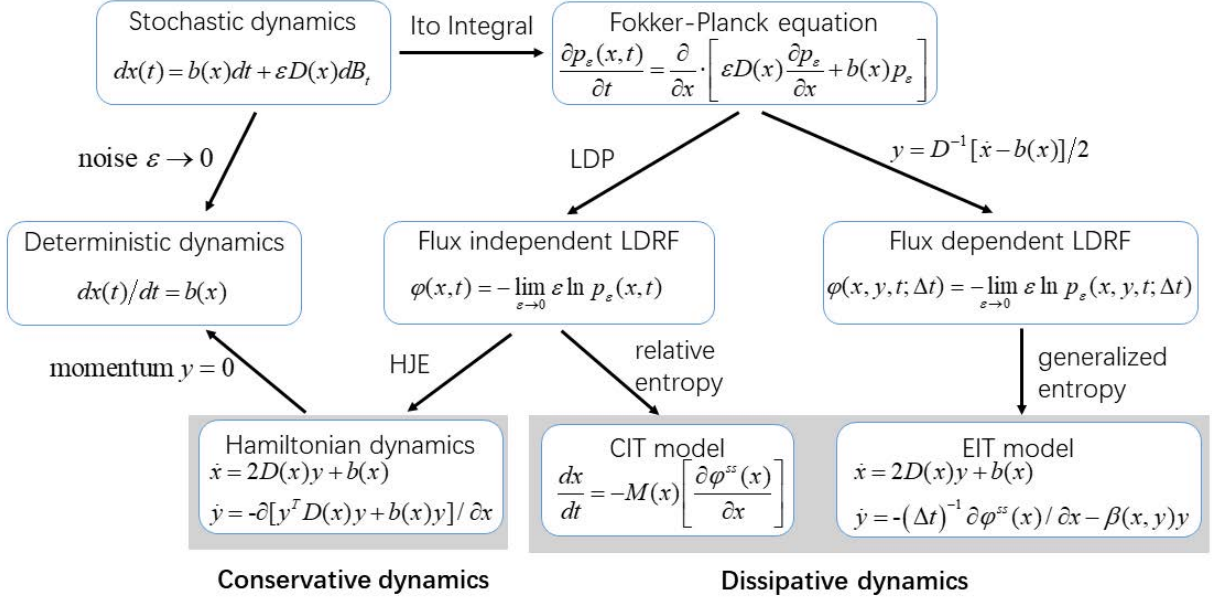 Stochastic dynamics
dx(t) = b(x)dt + εD(x)dB_t
Ito Integral
Fokker-Planck equation
∂p_ε(x,t)/∂t = ∂/∂x · [εD(x) ∂p_ε/∂x + b(x)p_ε]
noise ε → 0
LDP
y = D⁻¹[ẋ − b(x)]/2
Deterministic dynamics
dx(t)/dt = b(x)
Flux independent LDRF
φ(x,t) = −lim_{ε→0} ε ln p_ε(x,t)
Flux dependent LDRF
φ(x, y, t; Δt) = −lim_{ε→0} ε ln p_ε(x, y, t; Δt)
momentum y = 0
HJE
relative
entropy
generalized
entropy
Hamiltonian dynamics
ẋ = 2D(x)y + b(x)
ẏ = -∂[yᵀD(x)y + b(x)y]/∂x
CIT model
dx/dt = −M(x)[∂φ^{ss}(x)/∂x]
EIT model
ẋ = 2D(x)y + b(x)
ẏ = -(Δt)⁻¹ ∂φ^{ss}(x)/∂x − β(x, y)y
Conservative dynamics
Dissipative dynamics